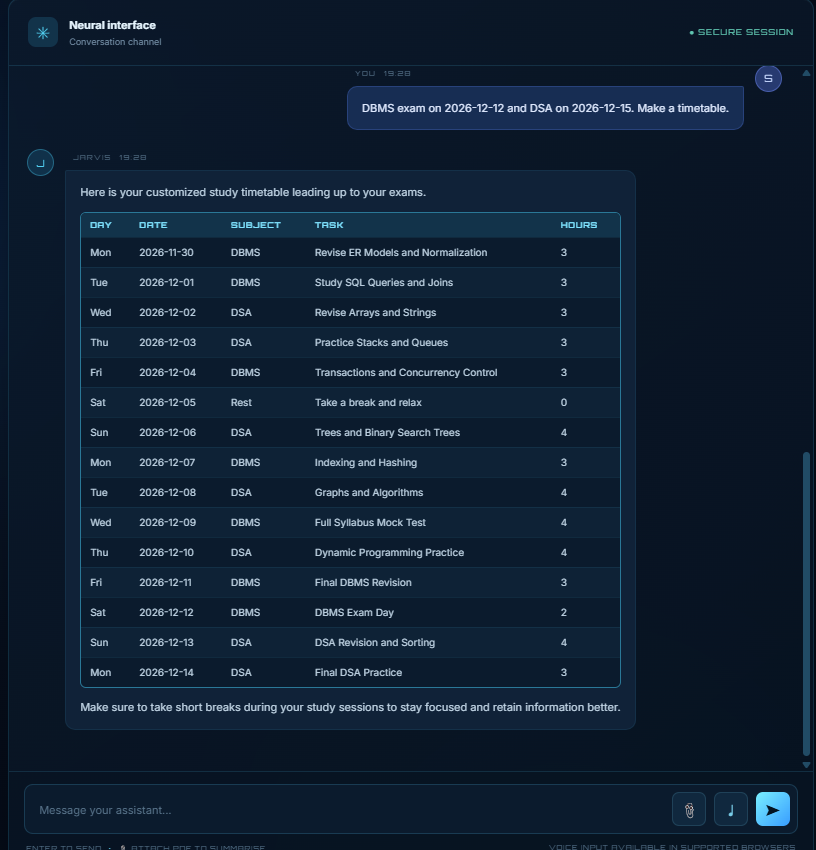 Neural interface
Conversation channel
● SECURE SESSION
YOU 19.28
S
DBMS exam on 2026-12-12 and DSA on 2026-12-15. Make a timetable.
J
JARVIS 19.28
Here is your customized study timetable leading up to your exams.
DAY DATE SUBJECT TASK HOURS
Mon 2026-11-30 DBMS Revise ER Models and Normalization 3
Tue 2026-12-01 DBMS Study SQL Queries and Joins 3
Wed 2026-12-02 DSA Revise Arrays and Strings 3
Thu 2026-12-03 DSA Practice Stacks and Queues 3
Fri 2026-12-04 DBMS Transactions and Concurrency Control 3
Sat 2026-12-05 Rest Take a break and relax 0
Sun 2026-12-06 DSA Trees and Binary Search Trees 4
Mon 2026-12-07 DBMS Indexing and Hashing 3
Tue 2026-12-08 DSA Graphs and Algorithms 4
Wed 2026-12-09 DBMS Full Syllabus Mock Test 4
Thu 2026-12-10 DSA Dynamic Programming Practice 4
Fri 2026-12-11 DBMS Final DBMS Revision 3
Sat 2026-12-12 DBMS DBMS Exam Day 2
Sun 2026-12-13 DSA DSA Revision and Sorting 4
Mon 2026-12-14 DSA Final DSA Practice 3
Make sure to take short breaks during your study sessions to stay focused and retain information better.
Message your assistant...
ENTER TO SEND • ATTACH PDF TO SUMMARISE
VOICE INPUT AVAILABLE IN SUPPORTED BROWSERS